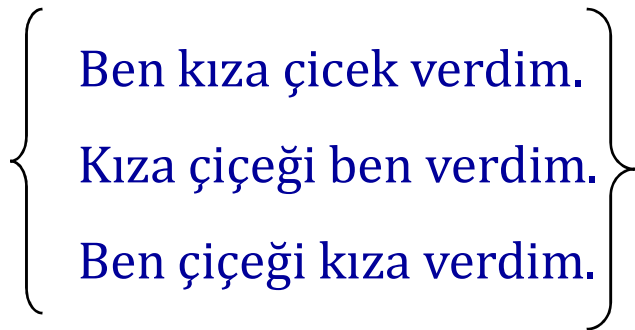 Ben kıza çicek verdim.
Kıza çiçeği ben verdim.
Ben çiçeği kıza verdim.